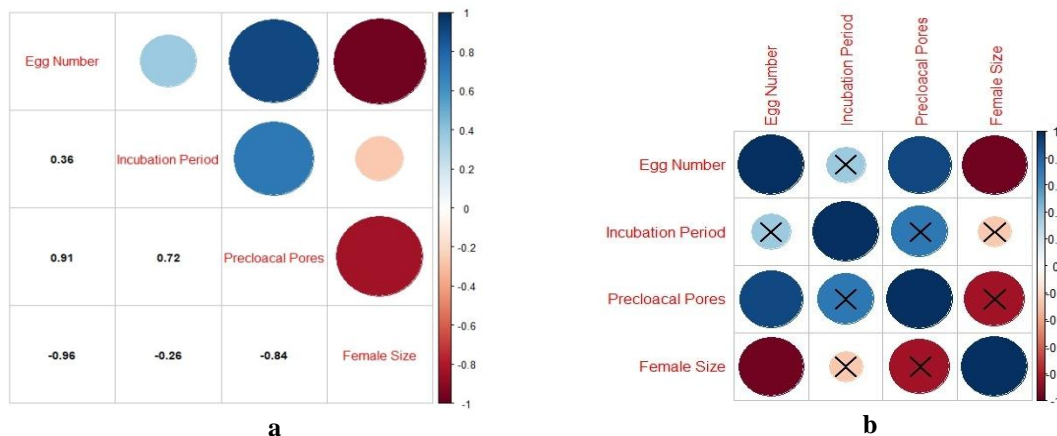 Egg Number
0.36 Incubation Period
0.91 0.72 Precloacal Pores
-0.96 -0.26 -0.84 Female Size
1
0.8
0.6
0.4
0.2
0
-0.2
-0.4
-0.6
-0.8
-1
a
Egg Number
Incubation Period
Precloacal Pores
Female Size
Egg Number
Incubation Period
Precloacal Pores
Female Size
0
b